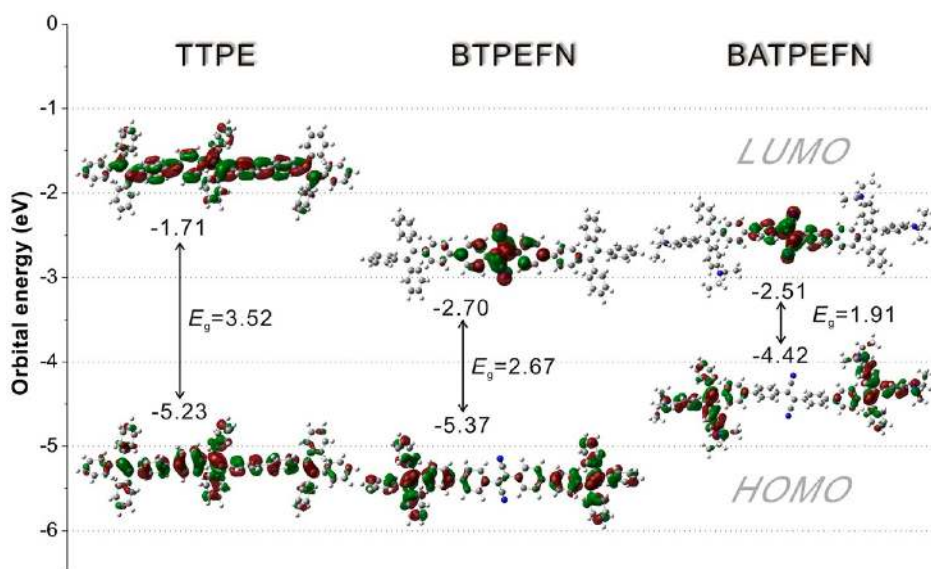 0
TTPE
BTPEFN
BATPEFN
-1
LUMO
-2
-1.71
-3
-2.70
-2.51
Eg=3.52
Eg=1.91
-4
-4.42
Eg=2.67
-5.23
-5.37
-5
HOMO
-6
Orbital energy (eV)